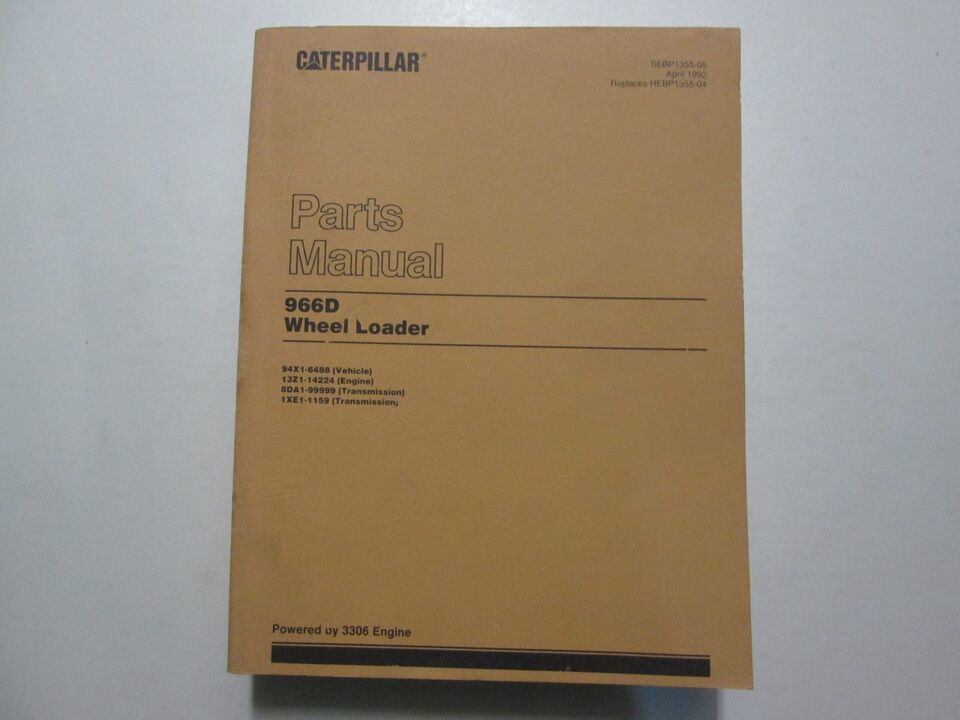 CATERPILLAR®
SEBP1355-05
April 1992
Replaces HEBP1355-04
Parts
Manual
966D
Wheel Loader
94X1-6488 (Vehicle)
13Z1-14224 (Engine)
8DA1-99999 (Transmission)
1XE1-1159 (Transmission)
Powered by 3306 Engine